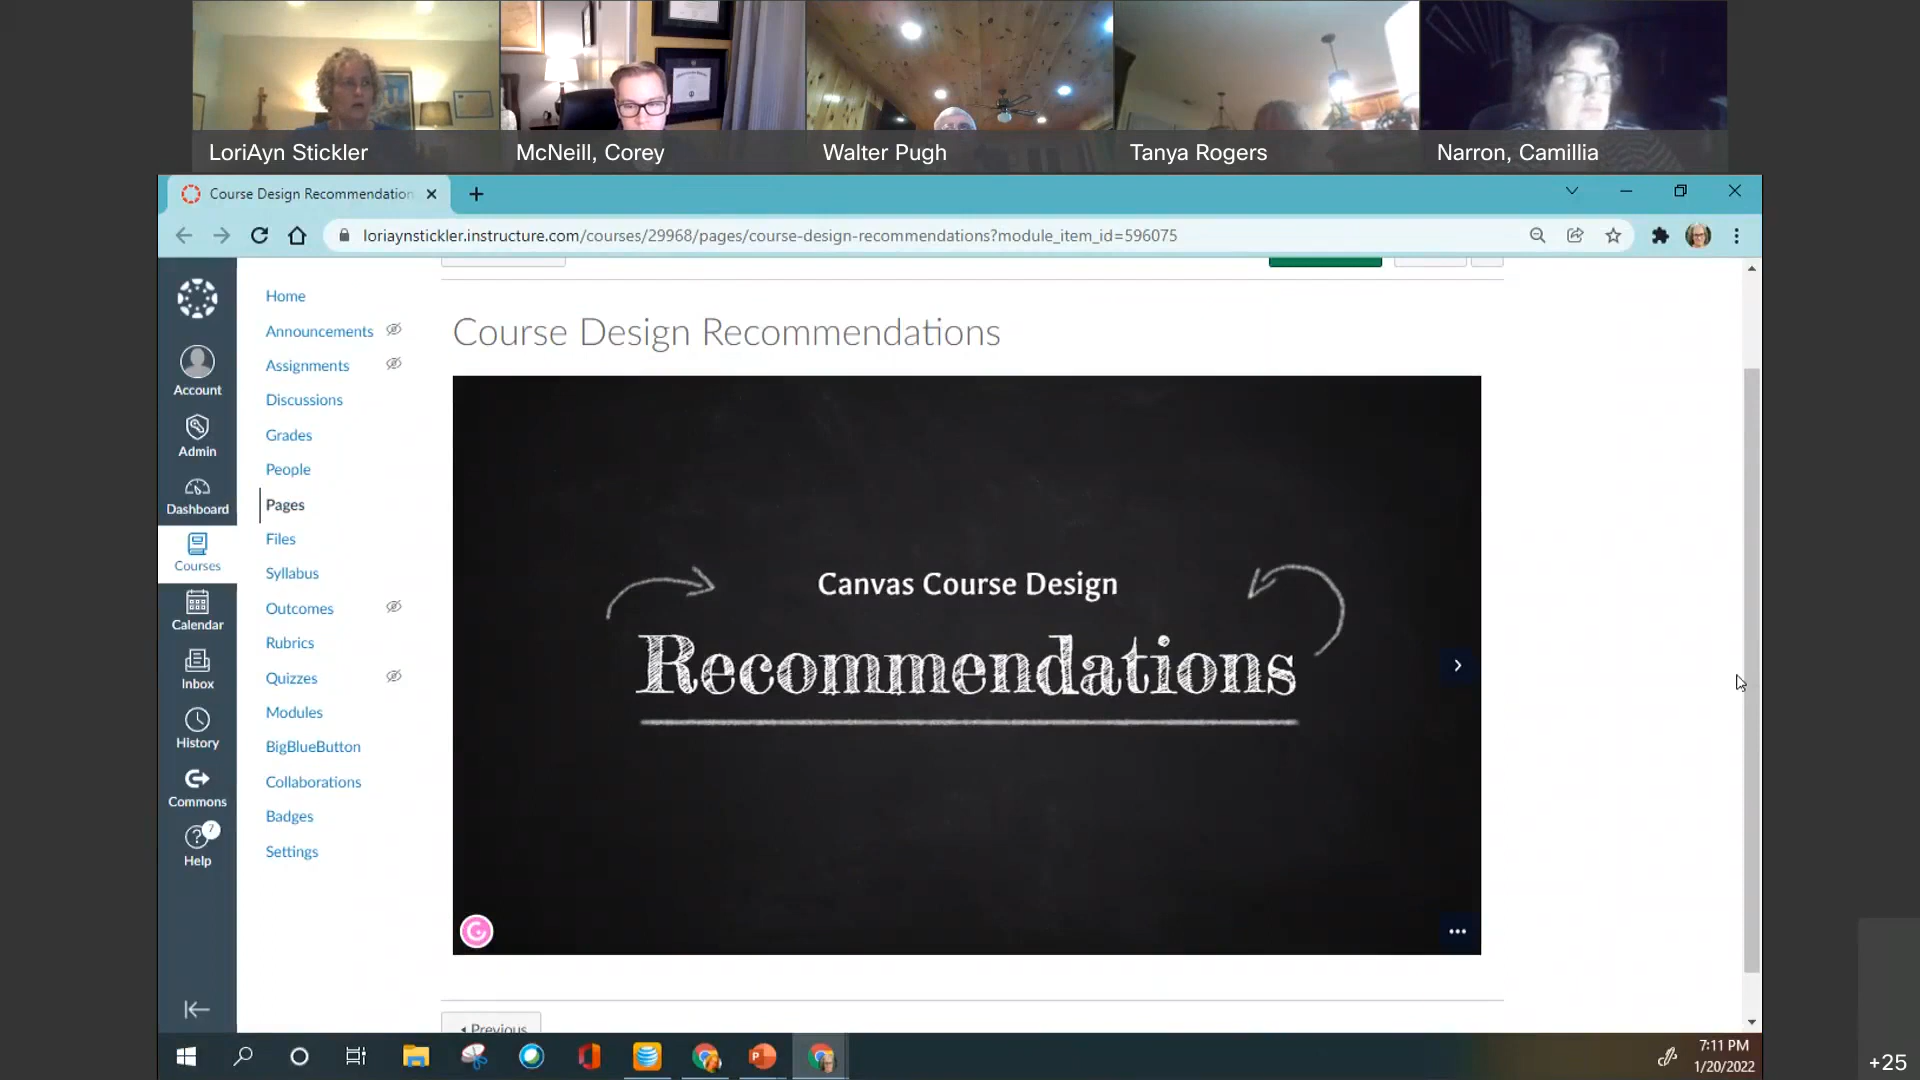 LoriAyn Stickler
McNeill, Corey
Walter Pugh
Tanya Rogers
Narron, Camillia
Course Design Recommendation
loriaynstickler.instructure.com/courses/29968/pages/course-design-recommendations?module_item_id=596075
Account
Admin
Dashboard
Courses
Calendar
Inbox
History
Commons
7
Help
Home
Announcements
Assignments
Discussions
Grades
People
Pages
Files
Syllabus
Outcomes
Rubrics
Quizzes
Modules
BigBlueButton
Collaborations
Badges
Settings
Course Design Recommendations
Canvas Course Design
Recommendations
Previous
7:11 PM
1/20/2022
+25